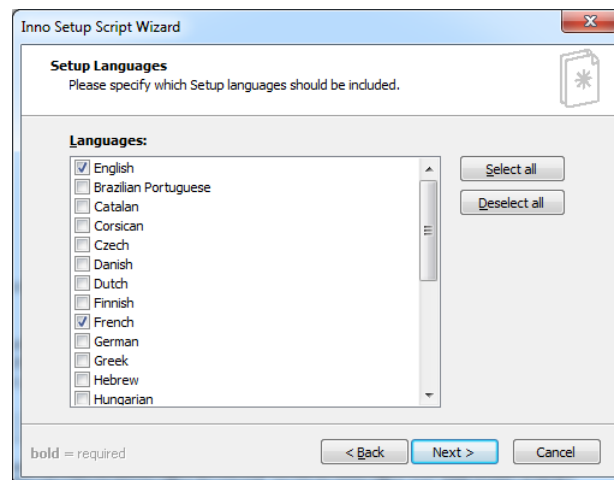 Inno Setup Script Wizard
Setup Languages
Please specify which Setup languages should be included.
Languages:
English
Brazilian Portuguese
Catalan
Corsican
Czech
Danish
Dutch
Finnish
French
German
Greek
Hebrew
Hungarian
Select all
Deselect all
bold = required
< Back
Next >
Cancel